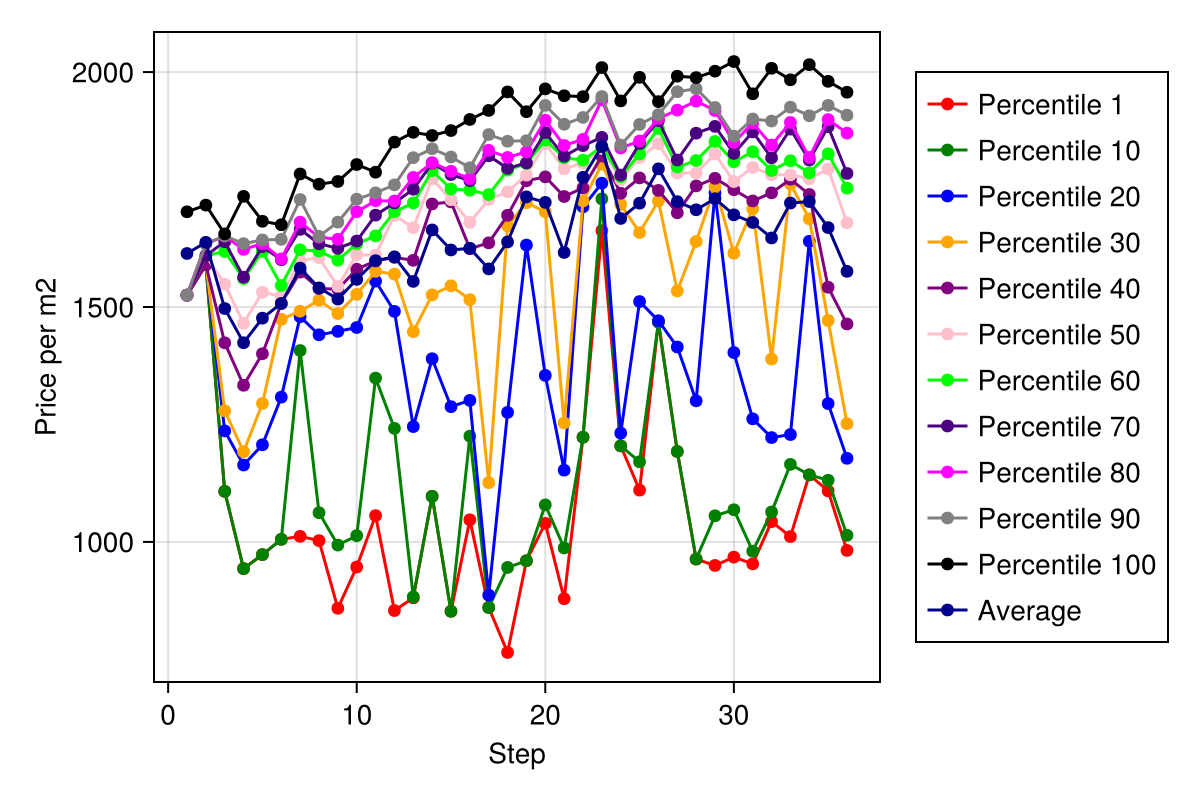 2000
1500
1000
Price per m2
0 10 20 30
Step
Percentile 1
Percentile 10
Percentile 20
Percentile 30
Percentile 40
Percentile 50
Percentile 60
Percentile 70
Percentile 80
Percentile 90
Percentile 100
Average